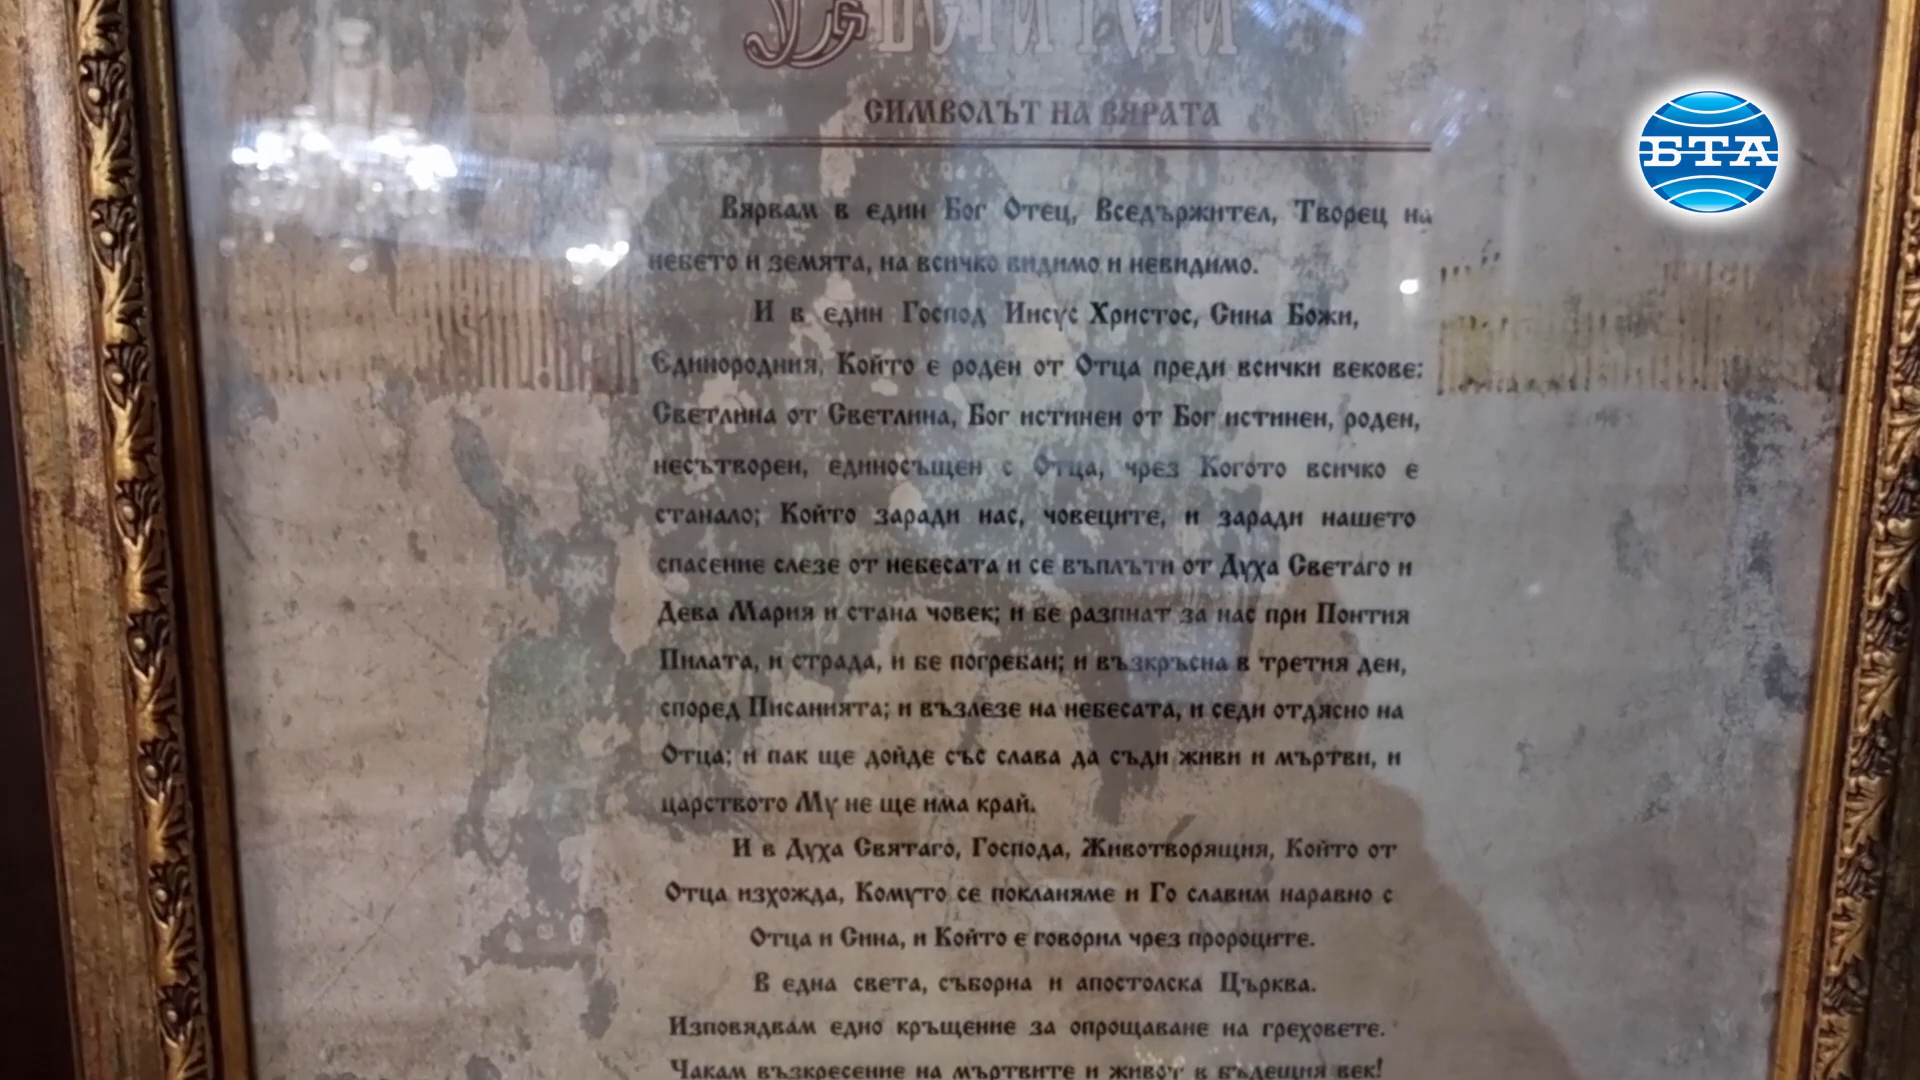 СИМВОЛЪТ НА ВЯРАТА
БТА
Вярвам в един Бог Отец, Вседържител, Творец на
небето и земята, на всичко видимо и невидимо.
И в един Господ Иисус Христос, Сина Божи,
Единородния, Който е роден от Отца преди всички векове:
Светлина от Светлина, Бог истинен от Бог истинен, роден,
несътворен, единосъщен с Отца, чрез Когото всичко е
станало; Който заради нас, човеците, и заради нашето
спасение слезе от небесата и се въплъти от Духа Светаго и
Дева Мария и стана човек; и бе разпнат за нас при Понтия
Пилата, и страда, и бе погребан; и възкръсна в третия ден,
според Писанията; и възлезе на небесата, и седи отдясно на
Отца; и пак ще дойде със слава да съди живи и мъртви, и
царството Му не ще има край.
И в Духа Святаго, Господа, Животворящия, Който от
Отца изхожда, Комуто се покланяме и Го славим наравно с
Отца и Сина, и Който е говорил чрез пророците.
В една света, съборна и апостолска Църква.
Изповядвам едно кръщение за опрощаване на греховете.
Чакам възкресение на мъртвите и живот в бъдещия век!